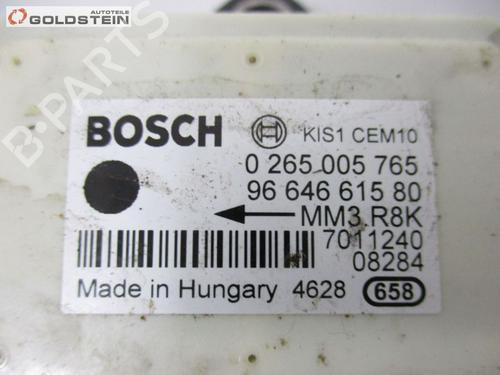 Autoteile
GOLDSTEIN
B-PARTS
BOSCH KIS1 CEM10
0 265 005 765
96 646 615 80
MM3 R8K
7011240
08284
Made in Hungary 4628 658